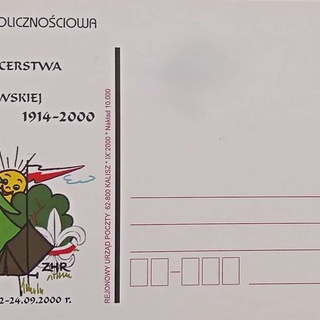 OLICZNOŚCIOWA
CERSTWA
WSKIEJ
1914-2000
ZHR
2-24.09.2000 r.
REJONOWY URZĄD POCZTY 62-800 KALISZ * IX'2000 * Nakład 10.000